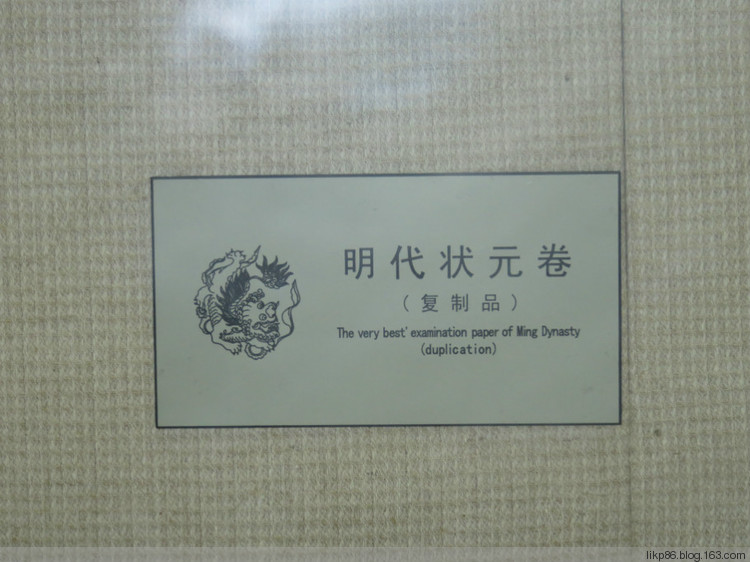 明代状元卷
（复制品）
The very best' examination paper of Ming Dynasty
(duplication)
likp86.blog.163.com